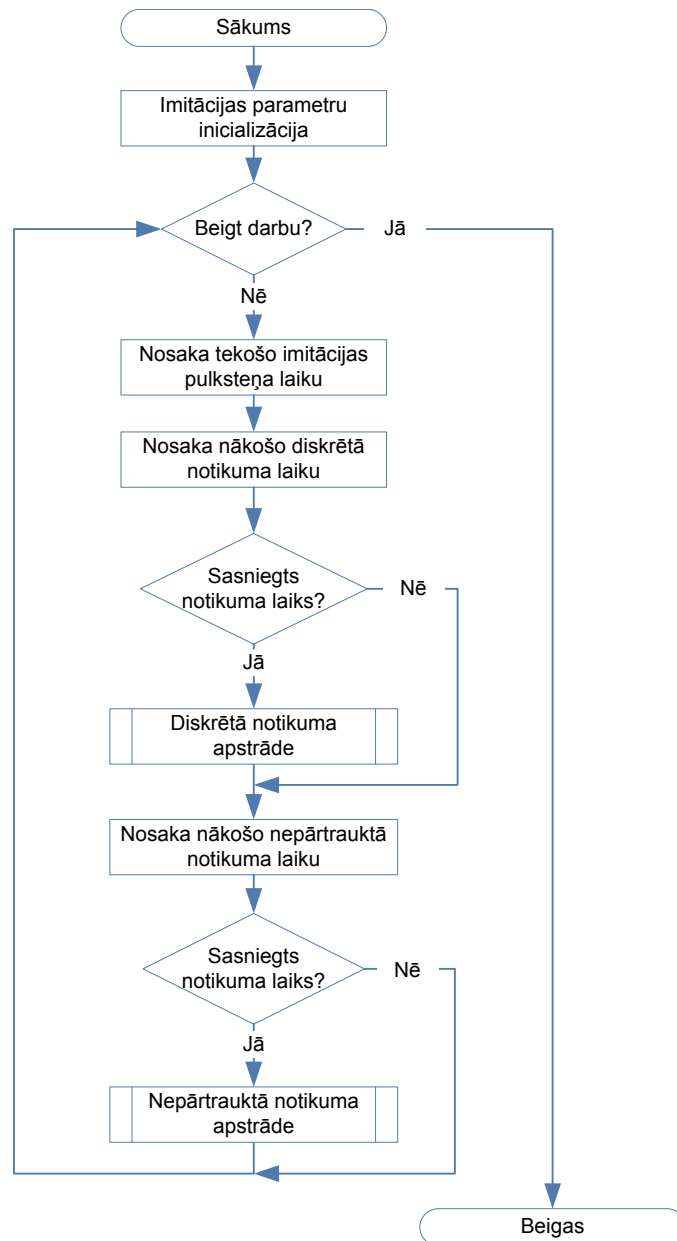 Sākums
Imitācijas parametru
inicializācija
Beigt darbu?
Jā
Nē
Nosaka tekošo imitācijas
pulksteņa laiku
Nosaka nākošo diskrētā
notikuma laiku
Sasniegts
notikuma laiks?
Nē
Jā
Diskrētā notikuma
apstrāde
Nosaka nākošo nepārtrauktā
notikuma laiku
Sasniegts
notikuma laiks?
Nē
Jā
Nepārtrauktā notikuma
apstrāde
Beigas